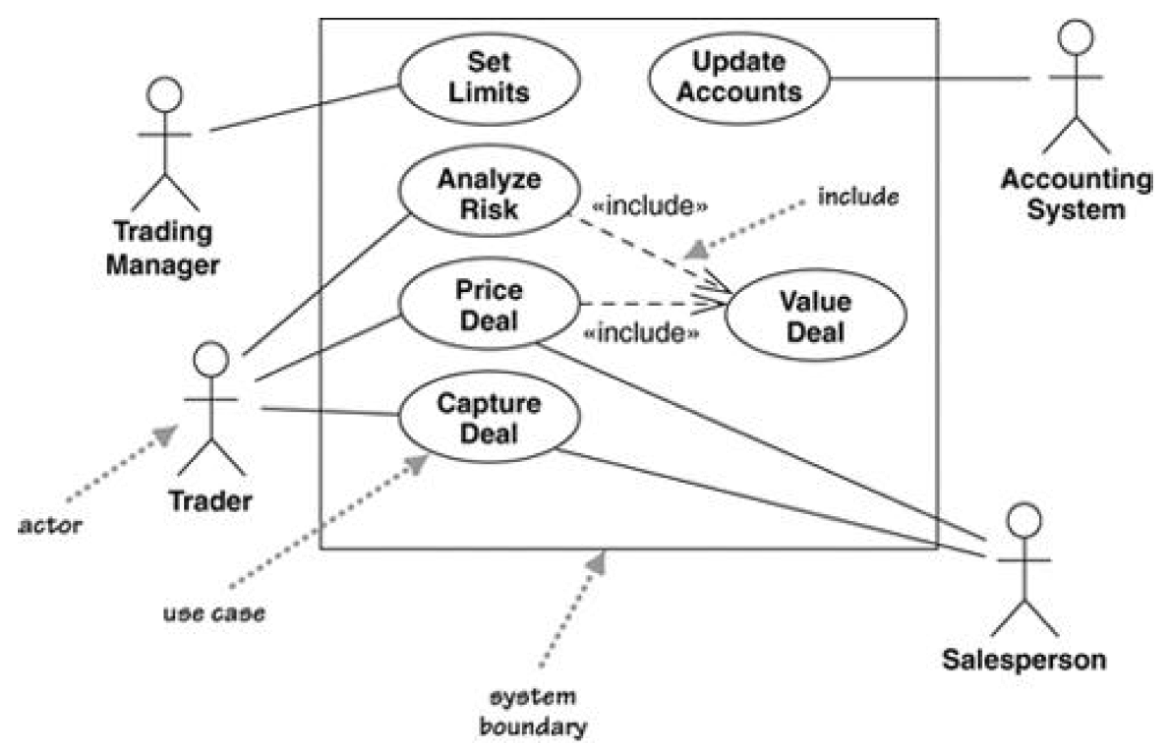 Set
Limits
Update
Accounts
Trading
Manager
Accounting
System
Analyze
Risk
«include»
include
Price
Deal
«include»
Value
Deal
Capture
Deal
Trader
actor
use case
system
boundary
Salesperson